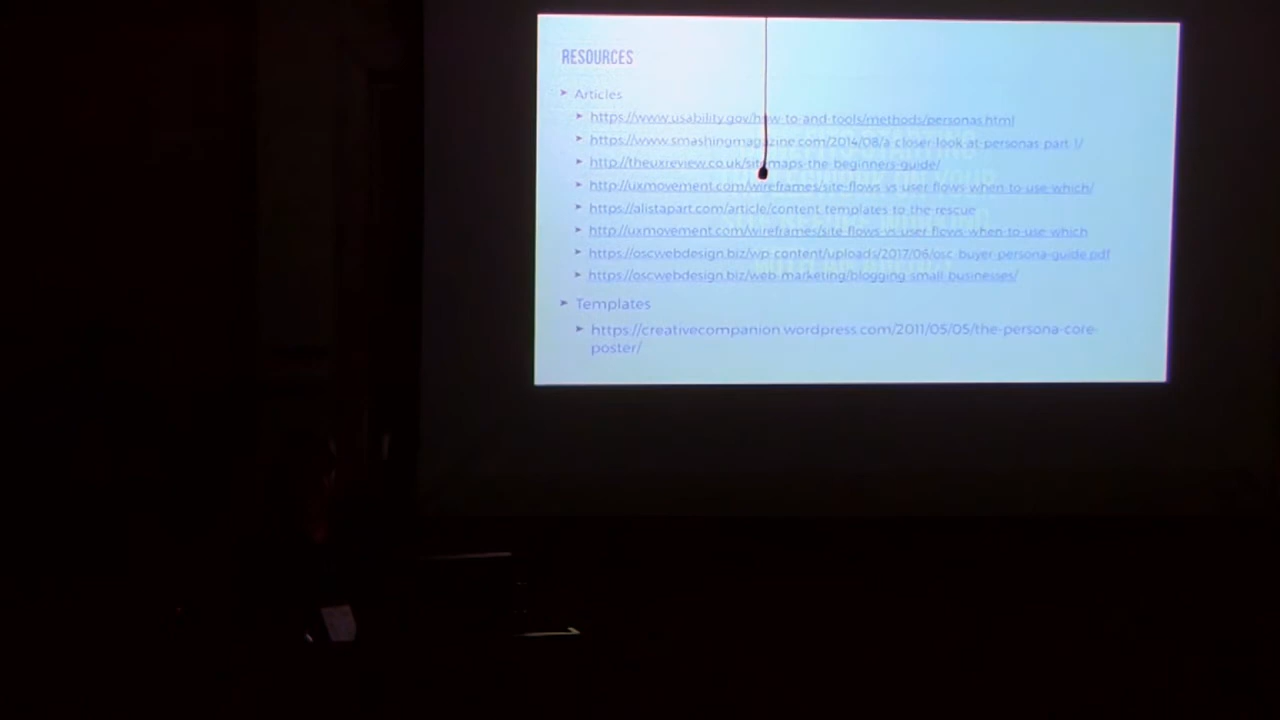 RESOURCES
Articles
https://www.usability.gov/how-to-and-tools/methods/personas.html
https://www.smashingmagazine.com/2014/08/a-closer-look-at-personas-part-1/
http://theuxreview.co.uk/sitemaps-the-beginners-guide/
http://uxmovement.com/wireframes/site-flows-vs-user-flows-when-to-use-which/
https://alistapart.com/article/content-templates-to-the-rescue
http://uxmovement.com/wireframes/site-flows-vs-user-flows-when-to-use-which
https://oscwebdesign.biz/wp-content/uploads/2017/06/osc-buyer-persona-guide.pdf
https://oscwebdesign.biz/web-marketing/blogging-small-businesses/
Templates
https://creativecompanion.wordpress.com/2011/05/05/the-persona-core-
poster/